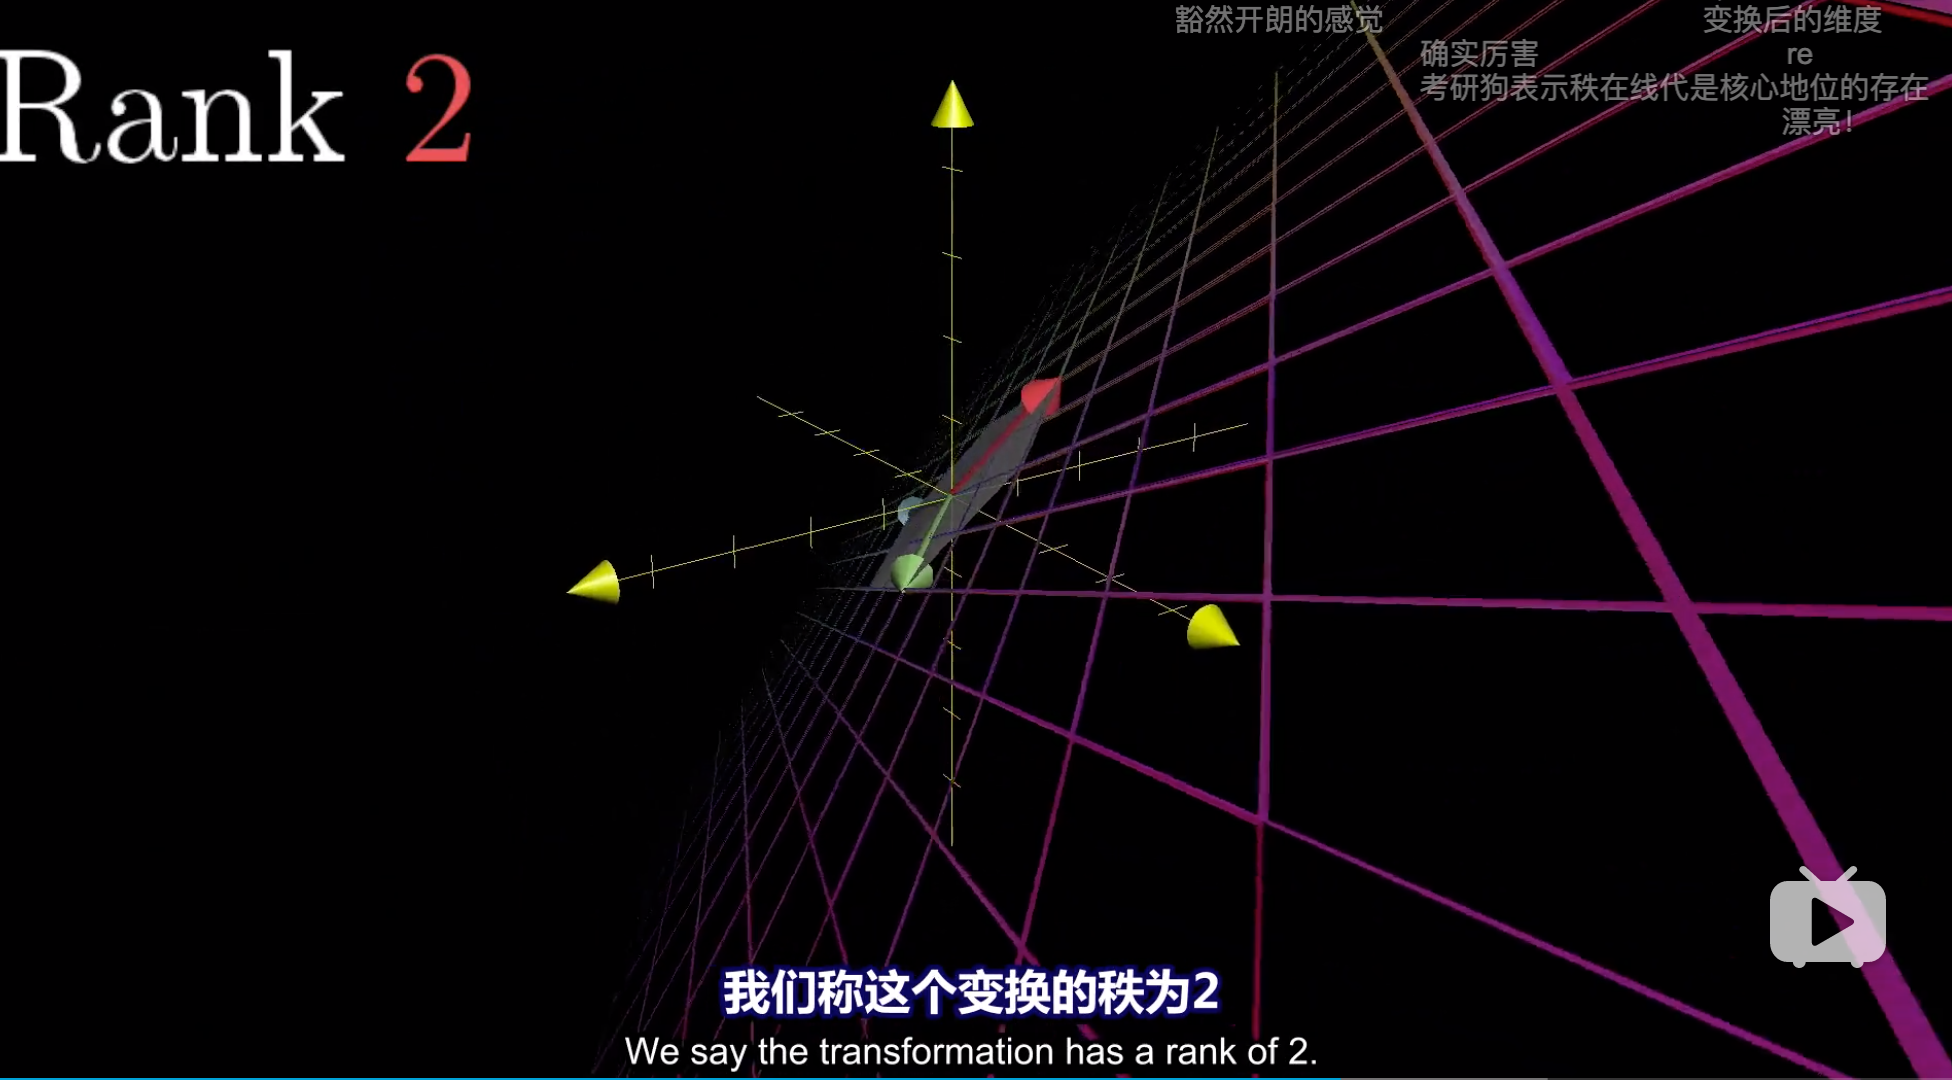 豁然开朗的感觉
变换后的维度
确实厉害
re
考研狗表示秩在线代是核心地位的存在
漂亮!
Rank 2
我们称这个变换的秩为2
We say the transformation has a rank of 2.